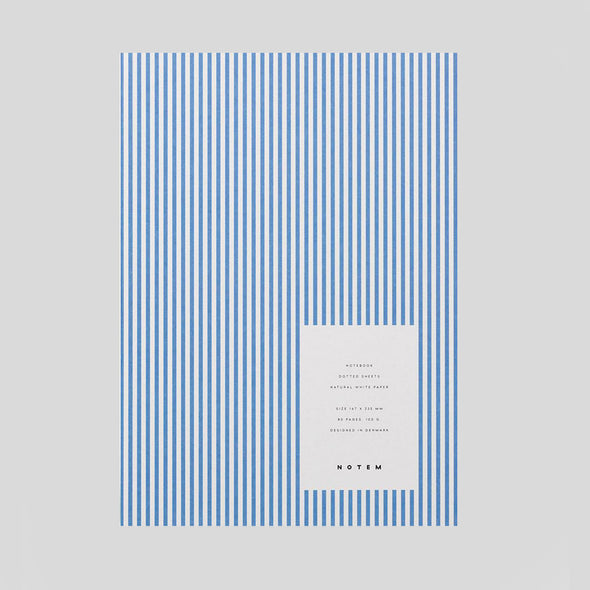 NOTEBOOK
DOTTED SHEETS
NATURAL WHITE PAPER
SIZE 167 X 235 MM
80 PAGES, 100 G
DESIGNED IN DENMARK
NOTEM